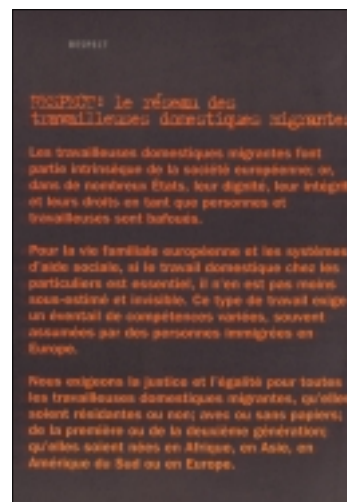 RESPECT
RESPECT: le réseau des
travailleuses domestiques migrantes
Les travailleuses domestiques migrantes font
partie intrinsèque de la société européenne; or,
dans de nombreux États, leur dignité, leur intégrité
et leurs droits en tant que personnes et
travailleuses sont bafoués.
Pour la vie familiale européenne et les systèmes
d'aide sociale, si le travail domestique chez les
particuliers est essentiel, il n'en est pas moins
sous-estimé et invisible. Ce type de travail exige
un éventail de compétences variées, souvent
assumées par des personnes immigrées en
Europe.
Nous exigeons la justice et l'égalité pour toutes
les travailleuses domestiques migrantes, qu'elles
soient résidantes ou non; avec ou sans papiers;
de la première ou de la deuxième génération;
qu'elles soient nées en Afrique, en Asie, en
Amérique du Sud ou en Europe.